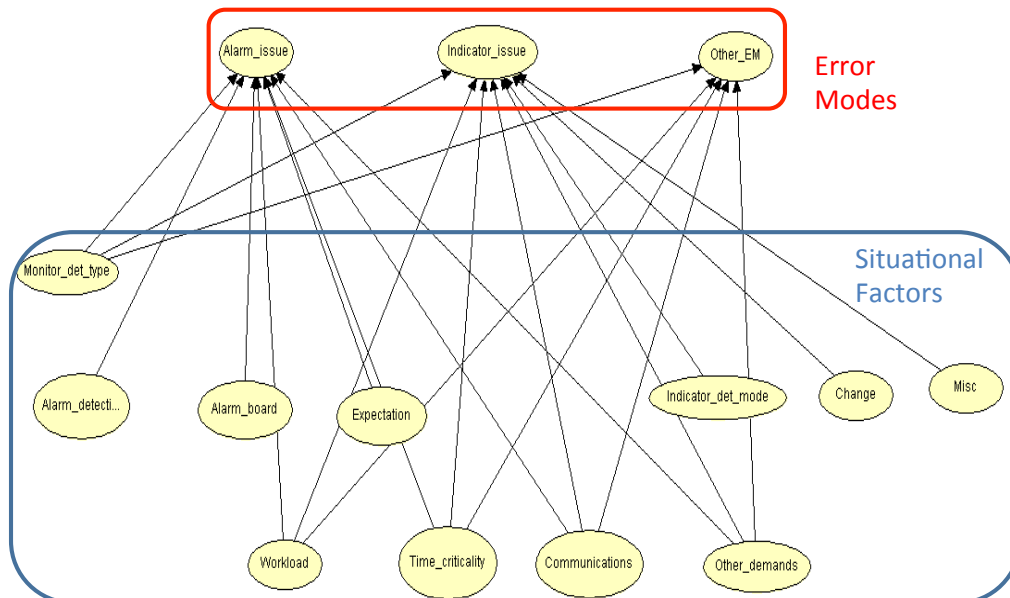 Alarm_issue
Indicator_issue
Other_EM
Error
Modes
Monitor_det_type
Situational
Factors
Alarm_detecti...
Alarm_board
Expectation
Indicator_det_mode
Change
Misc
Workload
Time_criticality
Communications
Other_demands